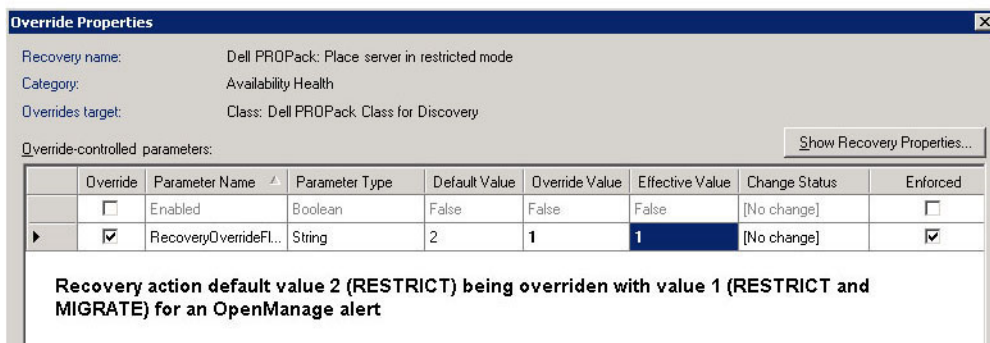 Override Properties
Recovery name: Dell PROPack: Place server in restricted mode
Category: Availability Health
Overrides target: Class: Dell PROPack Class for Discovery
Show Recovery Properties...
Override-controlled parameters:
Override Parameter Name Parameter Type Default Value Override Value Effective Value Change Status Enforced
Enabled Boolean False False False [No change]
RecoveryOverrideFl... String 2 1 1 [No change]
Recovery action default value 2 (RESTRICT) being overriden with value 1 (RESTRICT and
MIGRATE) for an OpenManage alert